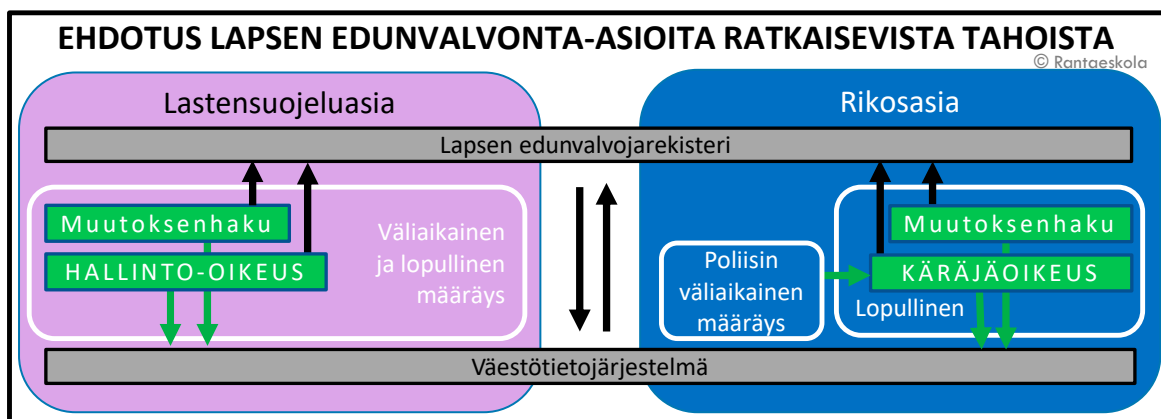 EHDOTUS LAPSEN EDUNVALVONTA-ASIOITA RATKAISEVISTA TAHOISTA
© Rantaeskola
Lastensuojeluasia
Rikosasia
Lapsen edunvalvojarekisteri
Muutoksenhaku
HALLINTO-OIKEUS
Väliaikainen
ja lopullinen
määräys
Poliisin
väliaikainen
määräys
Muutoksenhaku
KÄRÄJÄOIKEUS
Lopullinen
Väestötietojärjestelmä